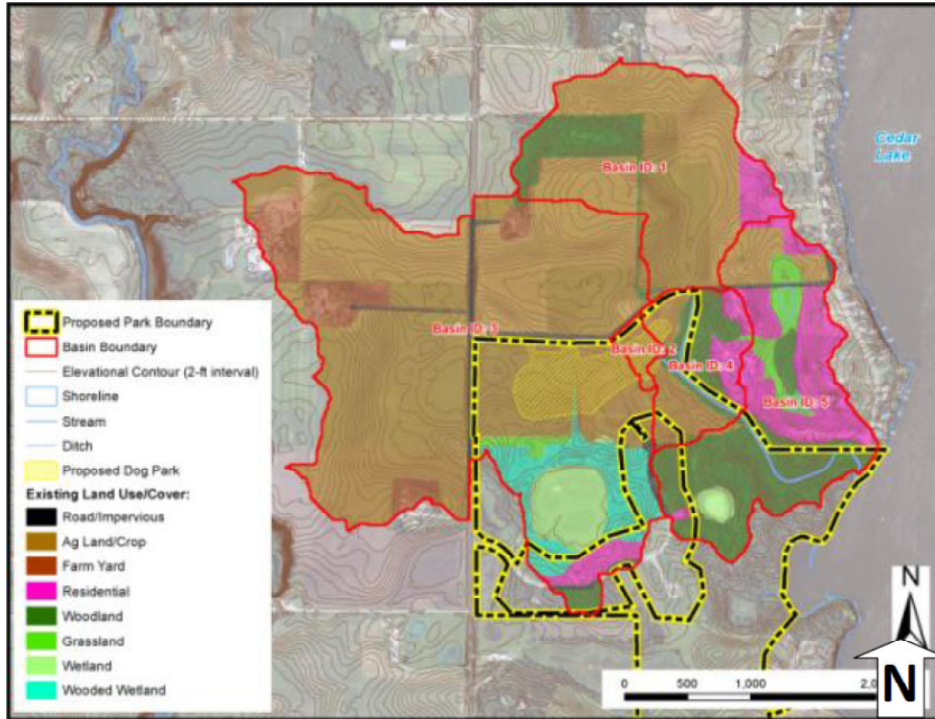 Cedar
Lake
Basin ID: 1
Basin ID: 3
Basin ID: 2
Basin ID: 4
Basin ID: 5
Proposed Park Boundary
Basin Boundary
Elevational Contour (2-ft interval)
Shoreline
Stream
Ditch
Proposed Dog Park
Existing Land Use/Cover:
Road/Impervious
Ag Land/Crop
Farm Yard
Residential
Woodland
Grassland
Wetland
Wooded Wetland
N
0 500 1,000
N